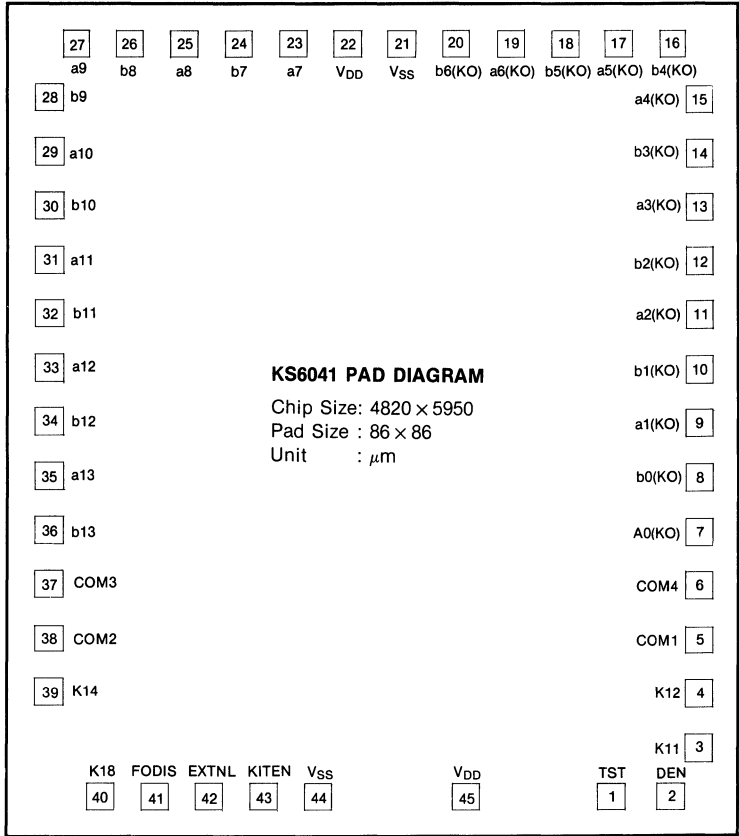 27 26 25 24 23 22 21 20 19 18 17 16
a9 b8 a8 b7 a7 VDD VSS b6(KO) a6(KO) b5(KO) a5(KO) b4(KO)
28 b9 a4(KO) 15
29 a10 b3(KO) 14
30 b10 a3(KO) 13
31 a11 b2(KO) 12
32 b11 a2(KO) 11
33 a12 b1(KO) 10
KS6041 PAD DIAGRAM
Chip Size: 4820 × 5950
34 b12 a1(KO) 9
Pad Size : 86 × 86
Unit : μm
35 a13 b0(KO) 8
36 b13 A0(KO) 7
37 COM3 COM4 6
38 COM2 COM1 5
39 K14 K12 4
K11 3
K18 FODIS EXTNL KITEN VSS VDD TST DEN
40 41 42 43 44 45 1 2